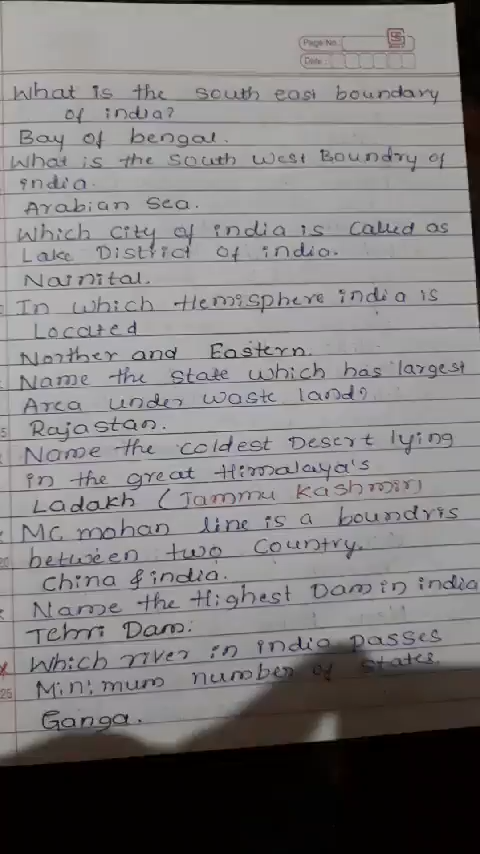 Page No.
Date
What is the south east boundary
of india?
Bay of bengal.
What is the South West Boundry of
india.
Arabian Sea.
Which city of india is called as
Lake District of india.
Nainital.
In which Hemisphere india is
Located
Norther and Eastern.
Name the state which has largest
Area under waste land?
5 Rajastan.
Name the coldest Desert lying
in the great Himalaya's
Ladakh (Jammu Kashmir)
Mc mohan line is a boundris
between two Country.
China & india.
Name the Highest Dam in india
Tehri Dam.
Which river in india passes
25 Minimum number of states
Ganga.